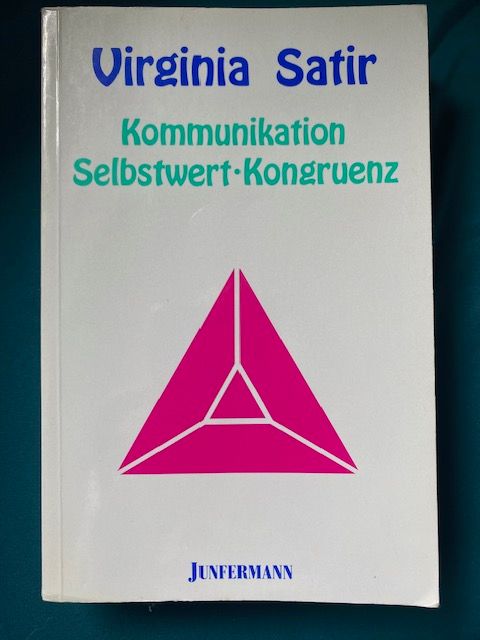 Virginia Satir
Kommunikation
Selbstwert·Kongruenz
JUNFERMANN